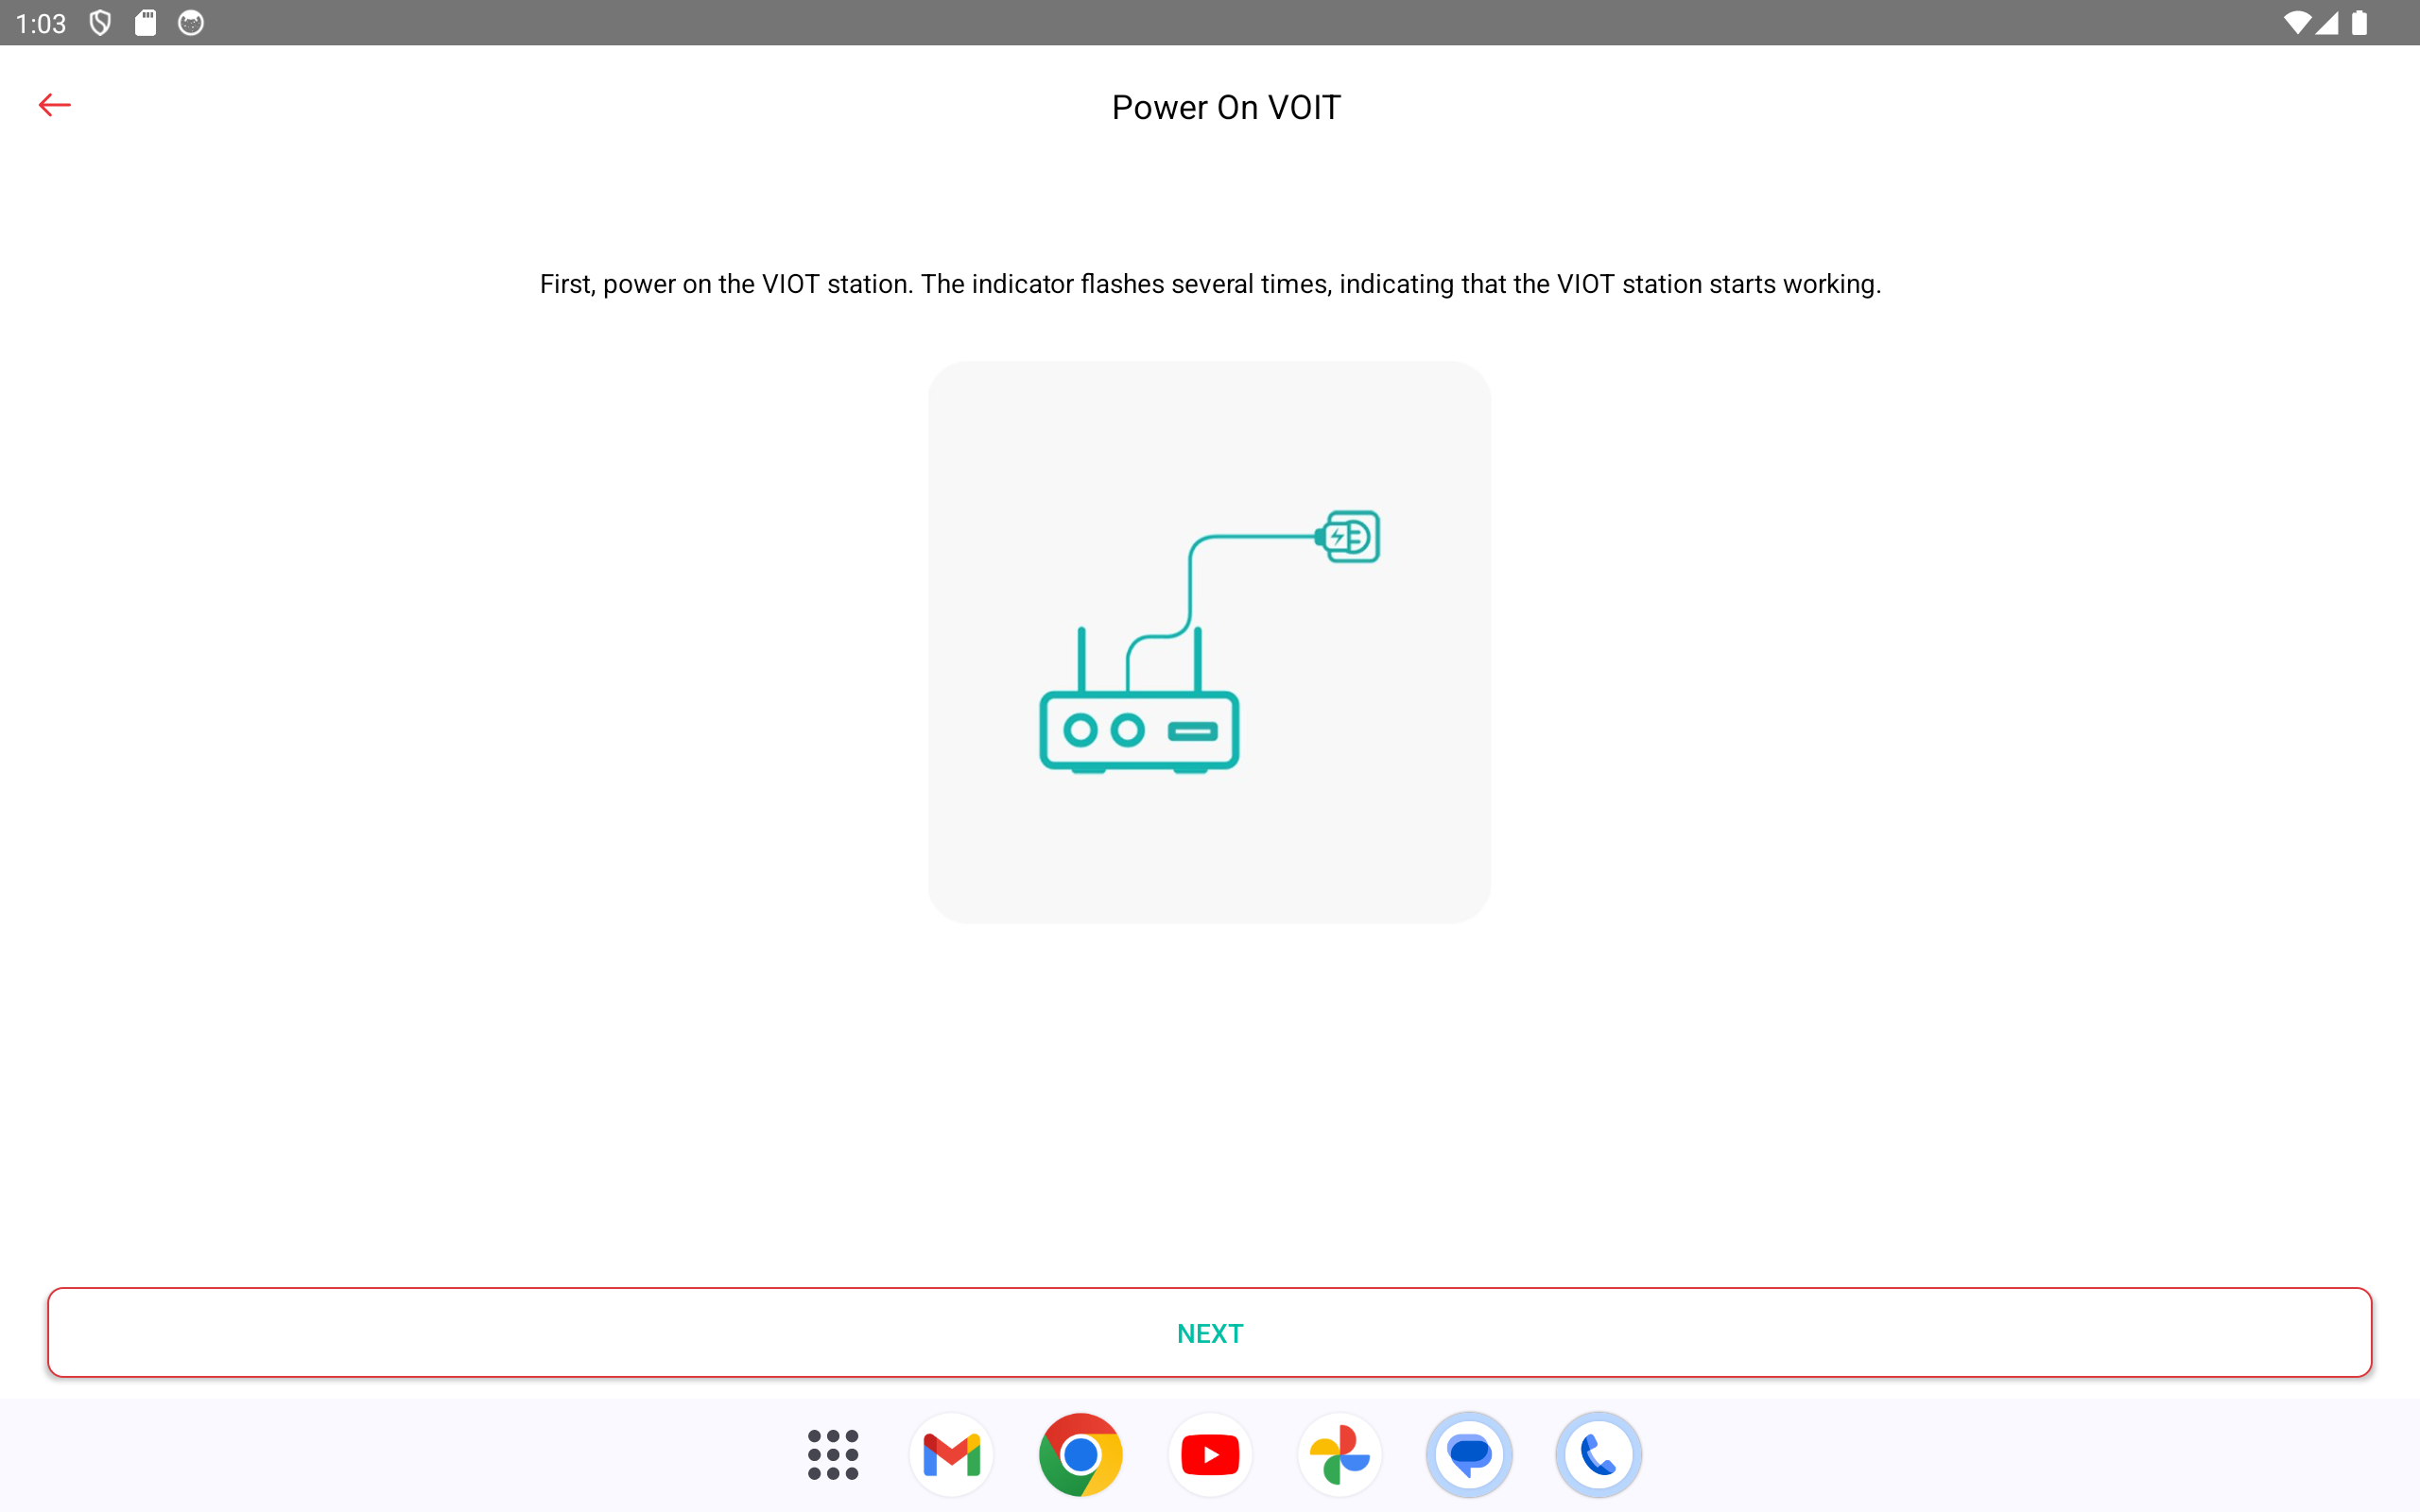 1:03
Power On VOIT
First, power on the VIOT station. The indicator flashes several times, indicating that the VIOT station starts working.
NEXT